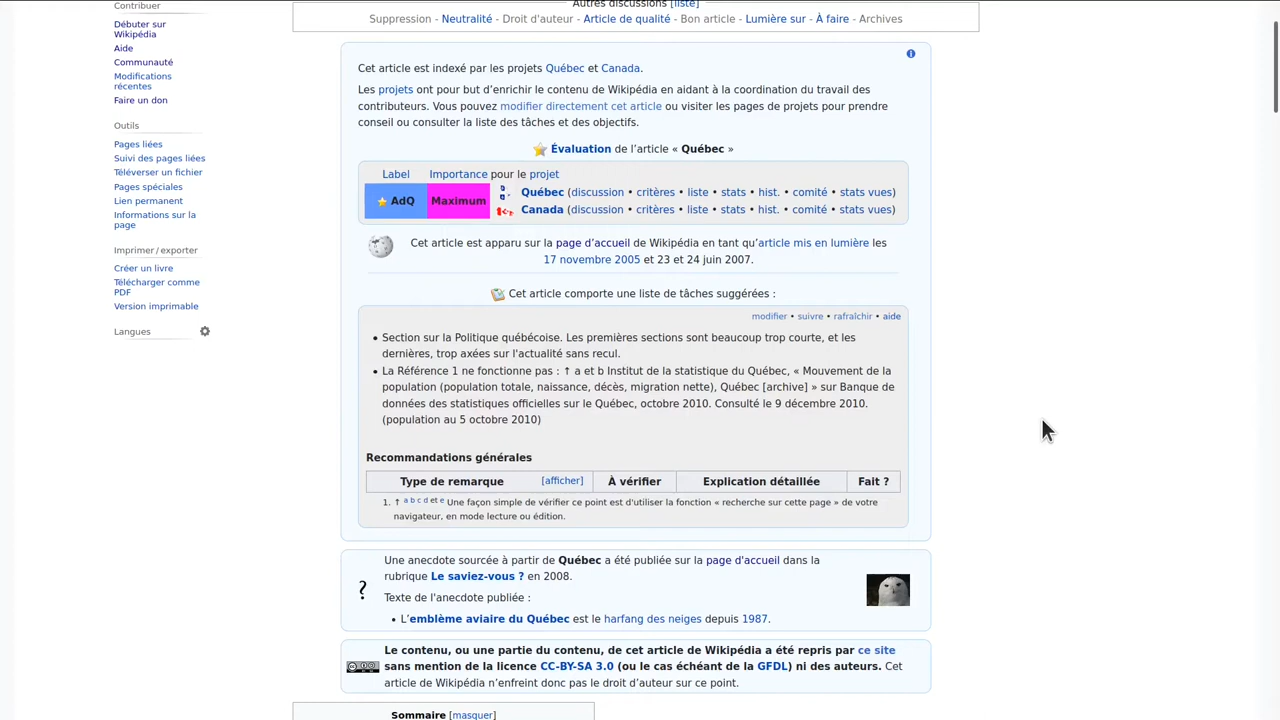 Contribuer
Débuter sur
Wikipédia
Aide
Communauté
Modifications
récentes
Faire un don
Outils
Pages liées
Suivi des pages liées
Téléverser un fichier
Pages spéciales
Lien permanent
Informations sur la
page
Imprimer / exporter
Créer un livre
Télécharger comme
PDF
Version imprimable
Langues
Autres discussions [liste]
Suppression - Neutralité - Droit d'auteur - Article de qualité - Bon article - Lumière sur - À faire - Archives
Cet article est indexé par les projets Québec et Canada.
Les projets ont pour but d’enrichir le contenu de Wikipédia en aidant à la coordination du travail des
contributeurs. Vous pouvez modifier directement cet article ou visiter les pages de projets pour prendre
conseil ou consulter la liste des tâches et des objectifs.
Évaluation de l’article « Québec »
Label Importance pour le projet
AdQ Maximum
Québec (discussion • critères • liste • stats • hist. • comité • stats vues)
Canada (discussion • critères • liste • stats • hist. • comité • stats vues)
Cet article est apparu sur la page d’accueil de Wikipédia en tant qu’article mis en lumière les
17 novembre 2005 et 23 et 24 juin 2007.
Cet article comporte une liste de tâches suggérées :
modifier • suivre • rafraîchir • aide
• Section sur la Politique québécoise. Les premières sections sont beaucoup trop courte, et les
dernières, trop axées sur l'actualité sans recul.
• La Référence 1 ne fonctionne pas : ↑ a et b Institut de la statistique du Québec, « Mouvement de la
population (population totale, naissance, décès, migration nette), Québec [archive] » sur Banque de
données des statistiques officielles sur le Québec, octobre 2010. Consulté le 9 décembre 2010.
(population au 5 octobre 2010)
Recommandations générales
Type de remarque [afficher] À vérifier Explication détaillée Fait ?
1. ↑ a b c d et e Une façon simple de vérifier ce point est d'utiliser la fonction « recherche sur cette page » de votre
navigateur, en mode lecture ou édition.
?
Une anecdote sourcée à partir de Québec a été publiée sur la page d'accueil dans la
rubrique Le saviez-vous ? en 2008.
Texte de l'anecdote publiée :
• L’emblème aviaire du Québec est le harfang des neiges depuis 1987.
Le contenu, ou une partie du contenu, de cet article de Wikipédia a été repris par ce site
sans mention de la licence CC-BY-SA 3.0 (ou le cas échéant de la GFDL) ni des auteurs. Cet
article de Wikipédia n’enfreint donc pas le droit d’auteur sur ce point.
Sommaire [masquer]